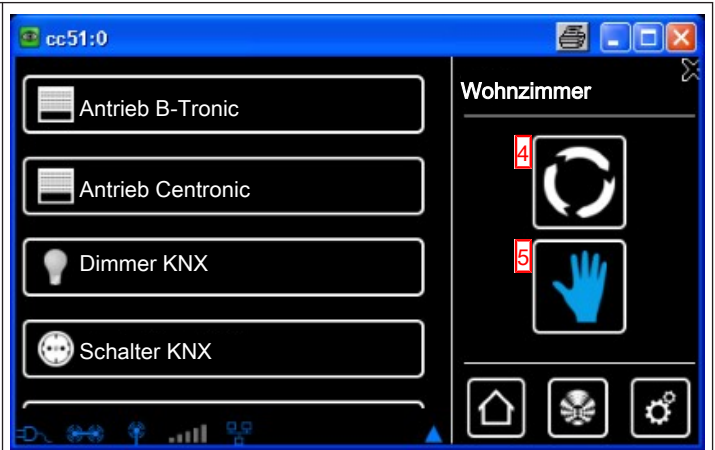 cc51:0
Antrieb B-Tronic
Antrieb Centronic
Dimmer KNX
Schalter KNX
Wohnzimmer
4
5